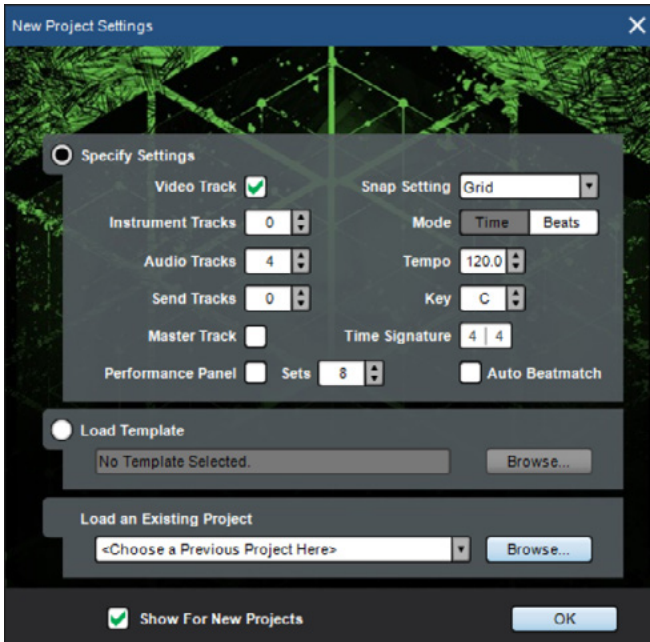 New Project Settings
Specify Settings
Video Track Snap Setting Grid
Instrument Tracks 0 Mode Time Beats
Audio Tracks 4 Tempo 120.0
Send Tracks 0 Key C
Master Track Time Signature 4 | 4
Performance Panel Sets 8 Auto Beatmatch
Load Template
No Template Selected. Browse...
Load an Existing Project
<Choose a Previous Project Here> Browse...
Show For New Projects OK